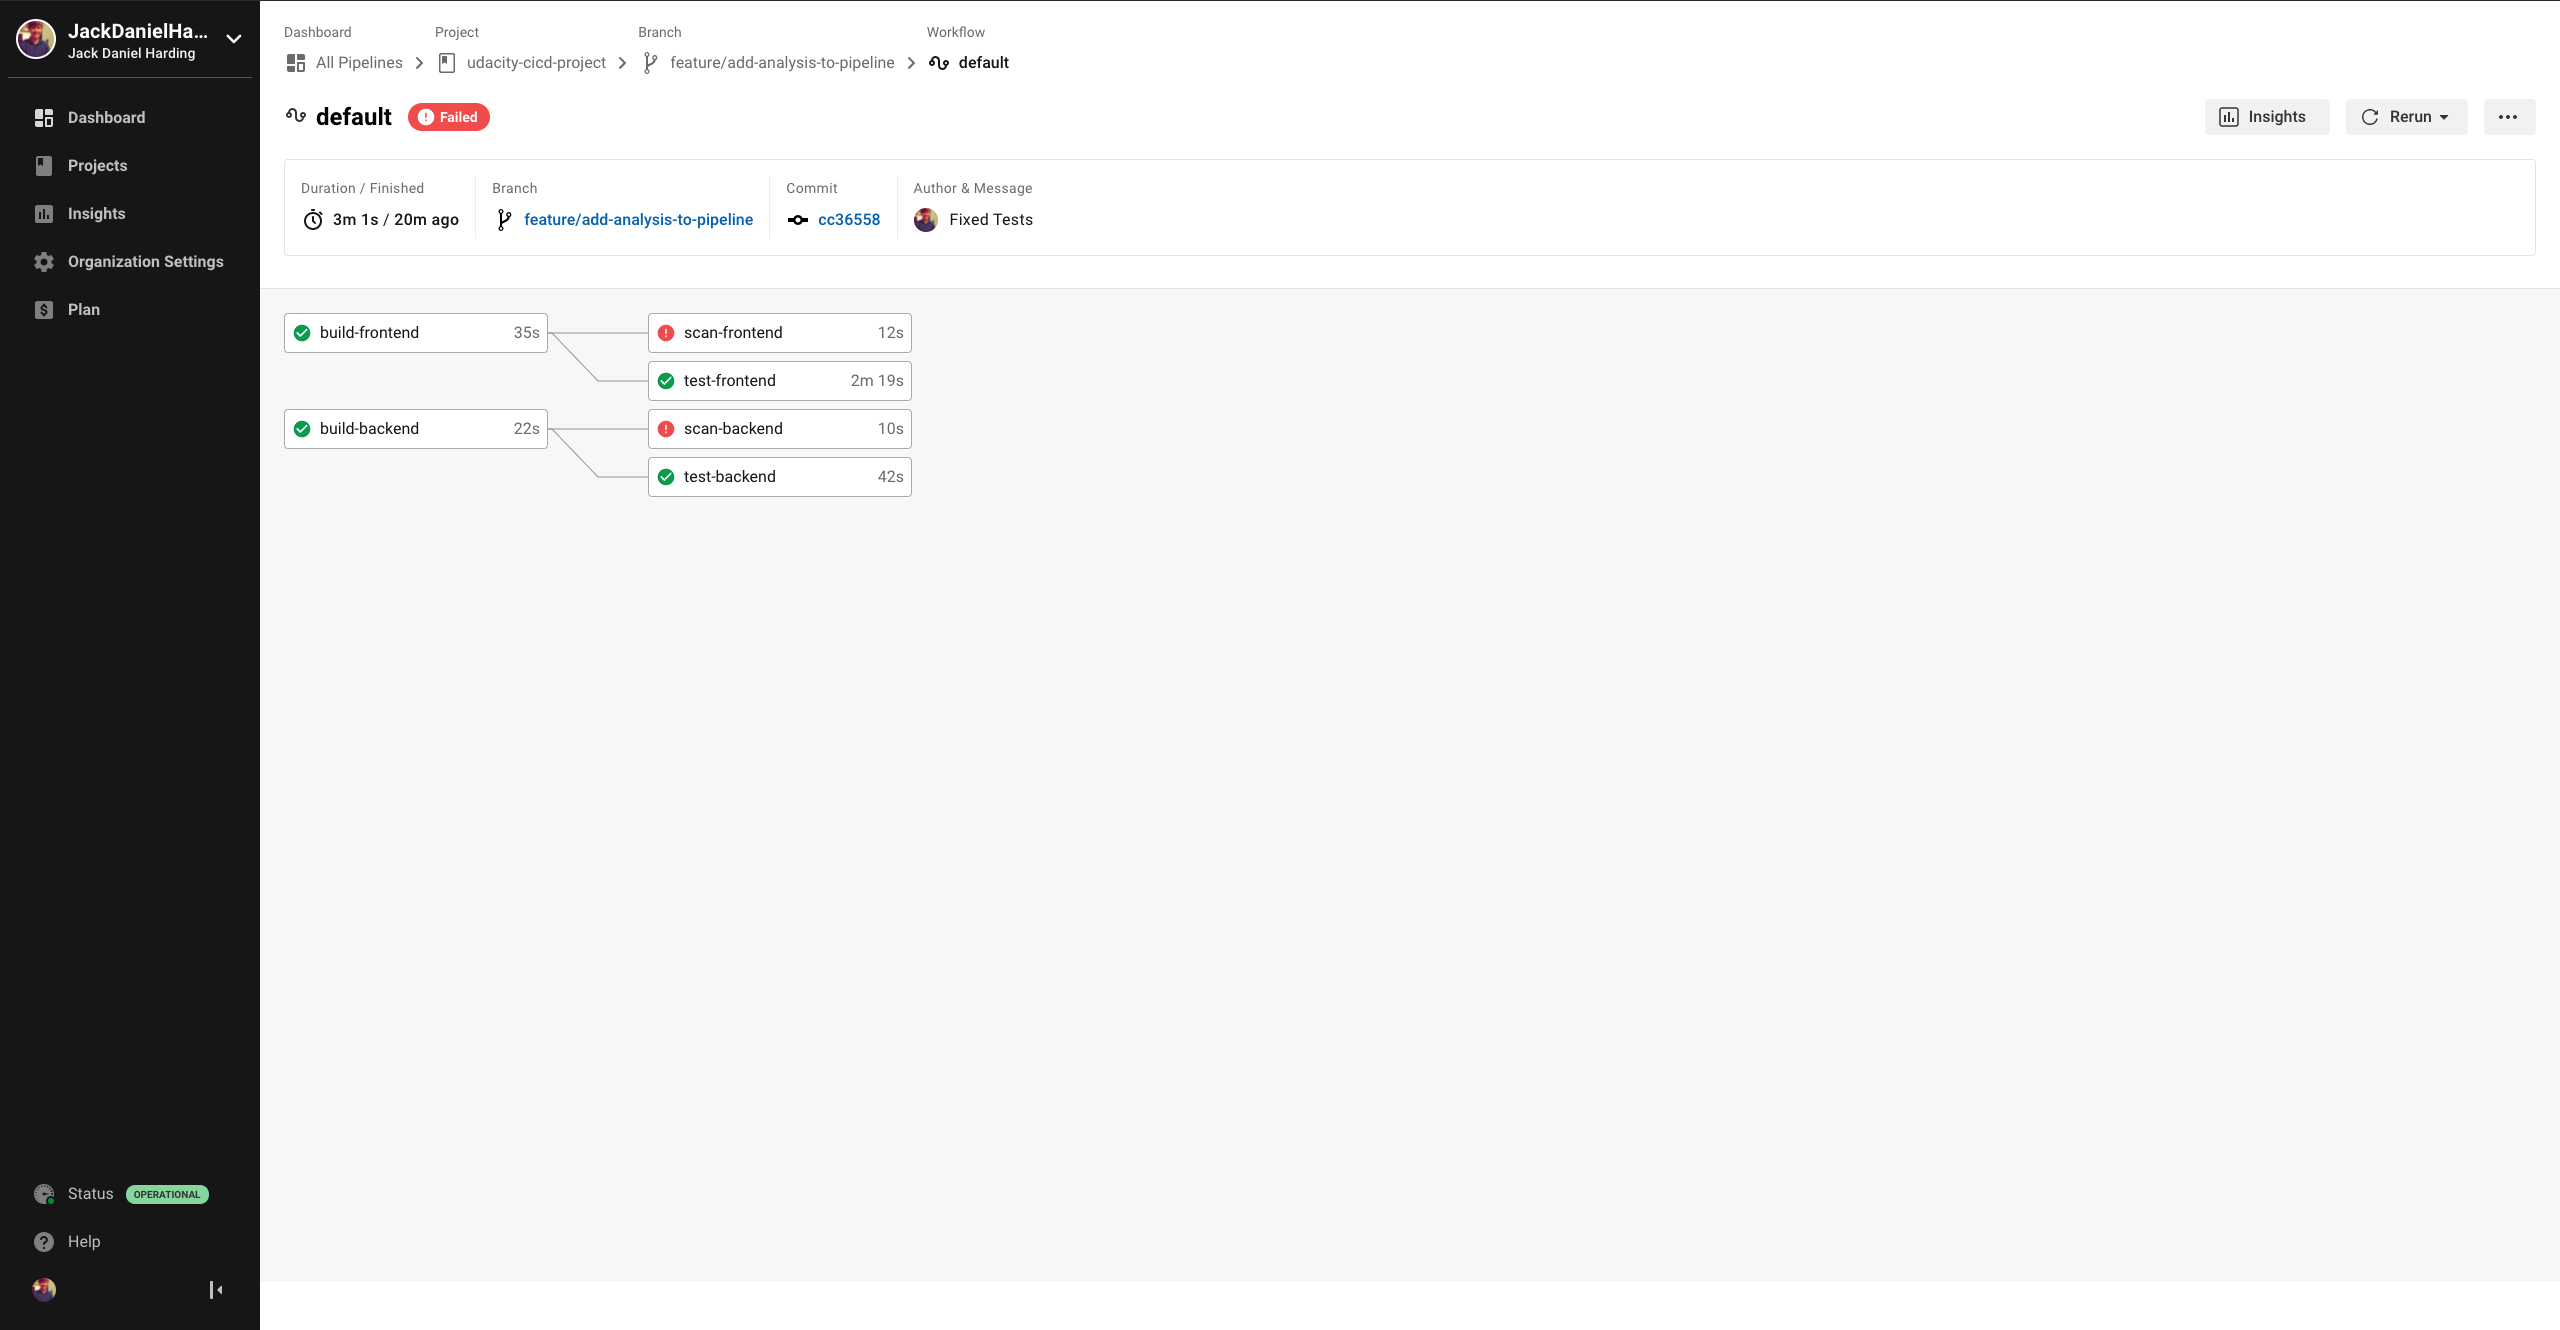 JackDanielHa...
Jack Daniel Harding
Dashboard
Projects
Insights
Organization Settings
Plan
Status OPERATIONAL
Help
Dashboard Project Branch Workflow
All Pipelines udacity-cicd-project feature/add-analysis-to-pipeline default
default Failed Insights Rerun
Duration / Finished Branch Commit Author & Message
3m 1s / 20m ago feature/add-analysis-to-pipeline cc36558 Fixed Tests
build-frontend 35s scan-frontend 12s
test-frontend 2m 19s
build-backend 22s scan-backend 10s
test-backend 42s